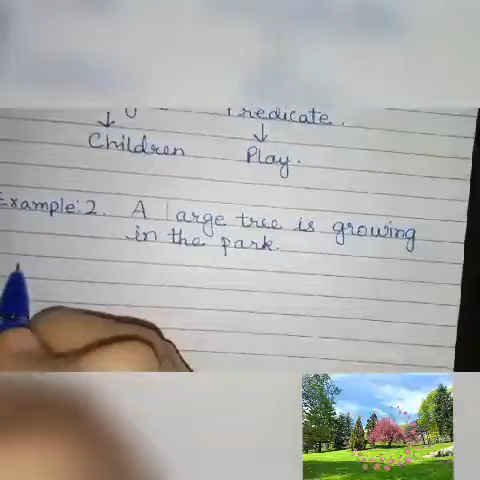 ↓ Predicate.
↓
Children Play.
Example: 2. A large tree is growing
in the park.